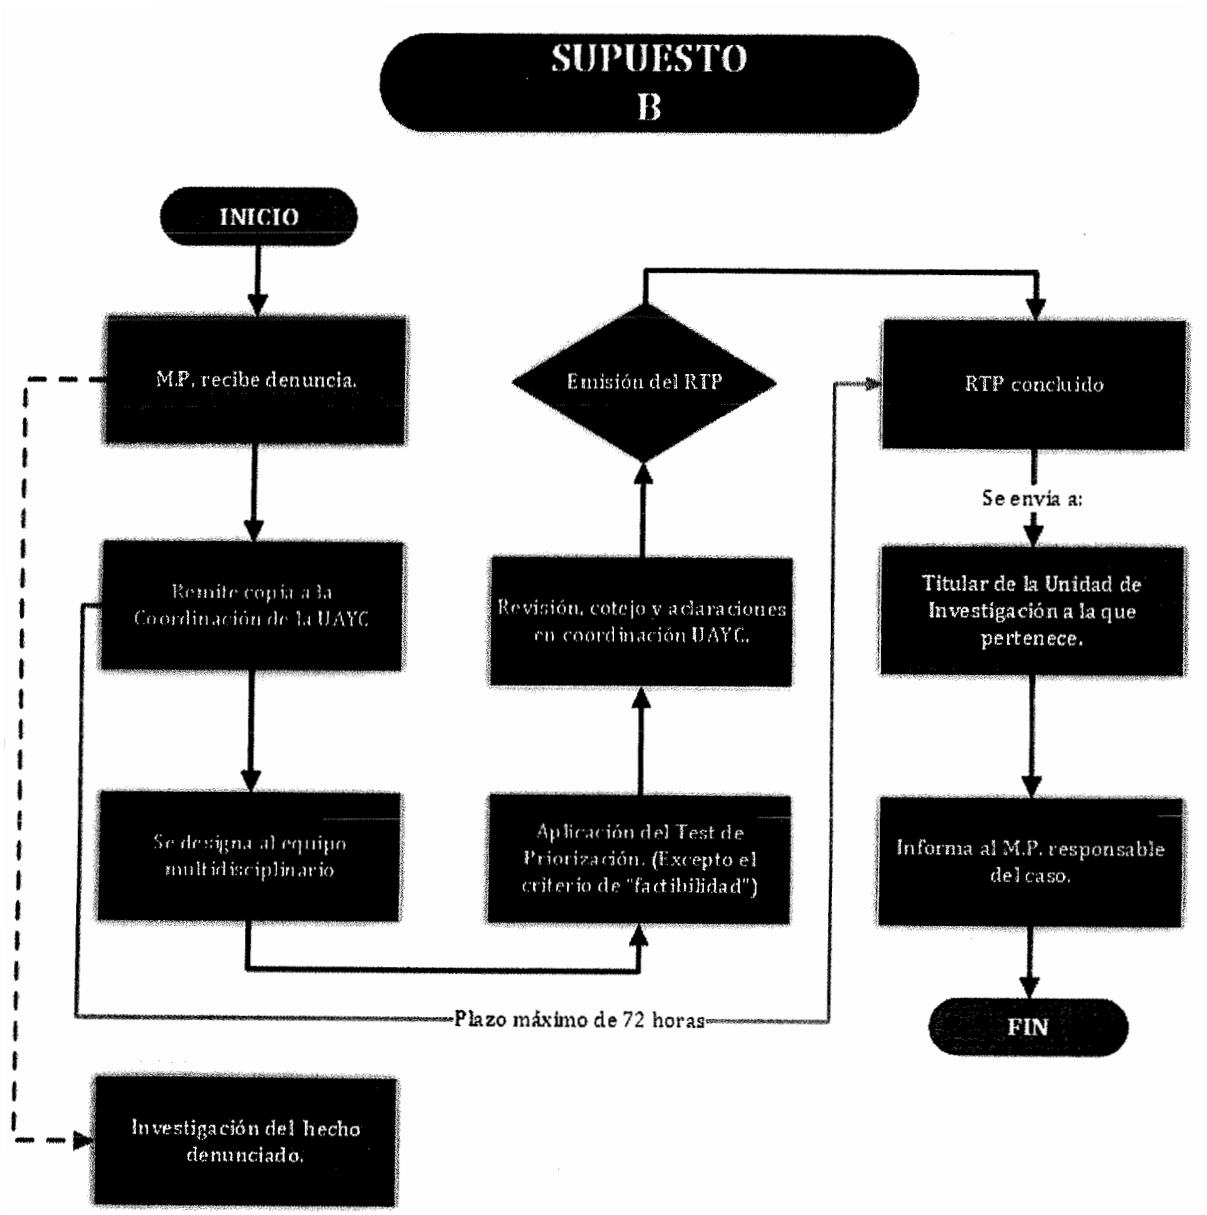 SUPUESTO
B
INICIO
M.P. recibe denuncia.
Remite copia a la
Coordinación de la UAYC
Se designa al equipo
multidisciplinario
Aplicación del Test de
Priorización. (Excepto el
criterio de "factibilidad")
Revisión, cotejo y aclaraciones
en coordinación UAYC.
Emisión del RTP
RTP concluido
Se envía a:
Titular de la Unidad de
Investigación a la que
pertenece.
Informa al M.P. responsable
del caso.
FIN
Plazo máximo de 72 horas
Investigación del hecho
denunciado.